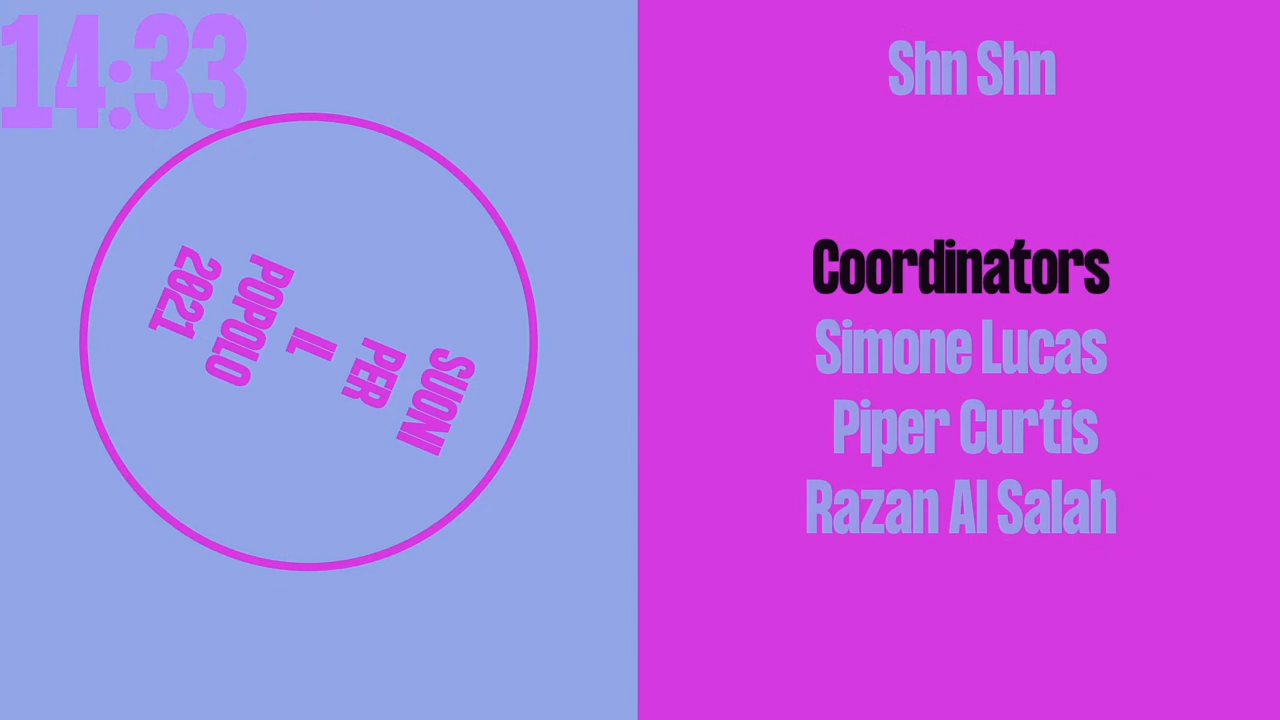 14:33
SUONI
PER
IL
POPOLO
2021
Shn Shn
Coordinators
Simone Lucas
Piper Curtis
Razan Al Salah